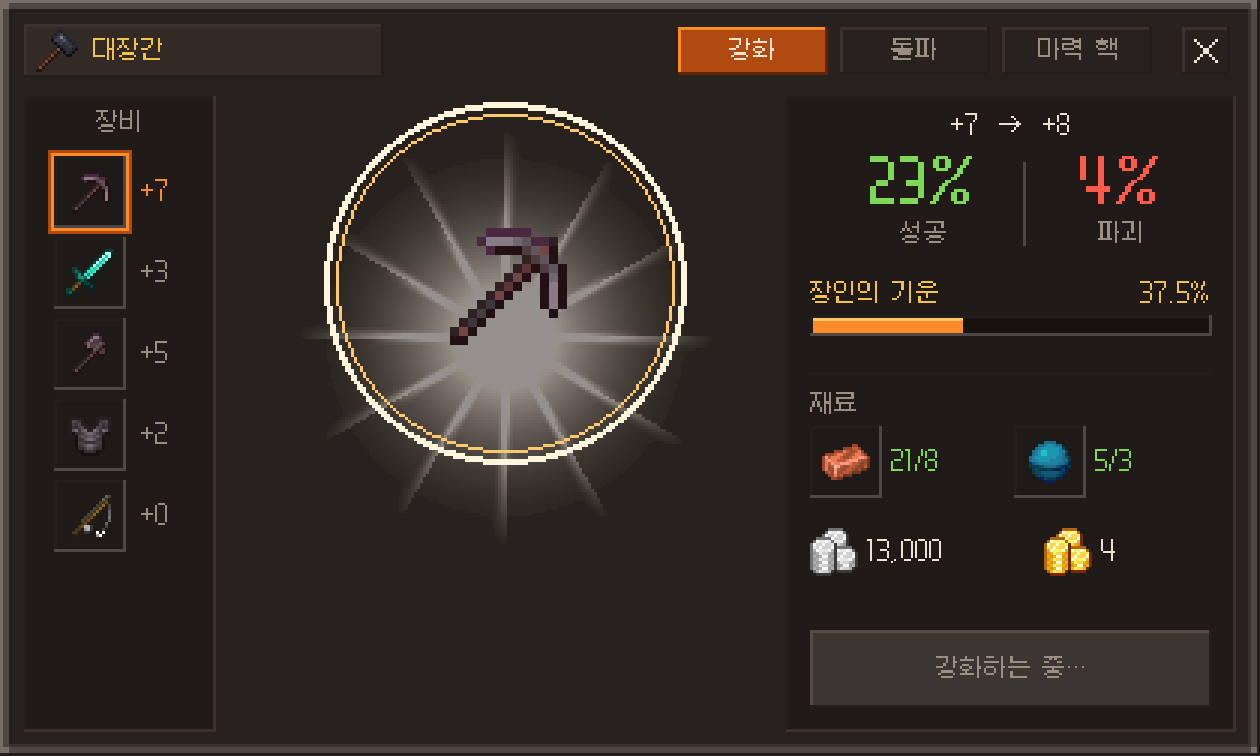 대장간
강화
돌파
마력 핵
장비
+7
+3
+5
+2
+0
+7 → +8
23%
성공
4%
파괴
장인의 기운
37.5%
재료
21/8
5/3
13,000
4
강화하는 중…